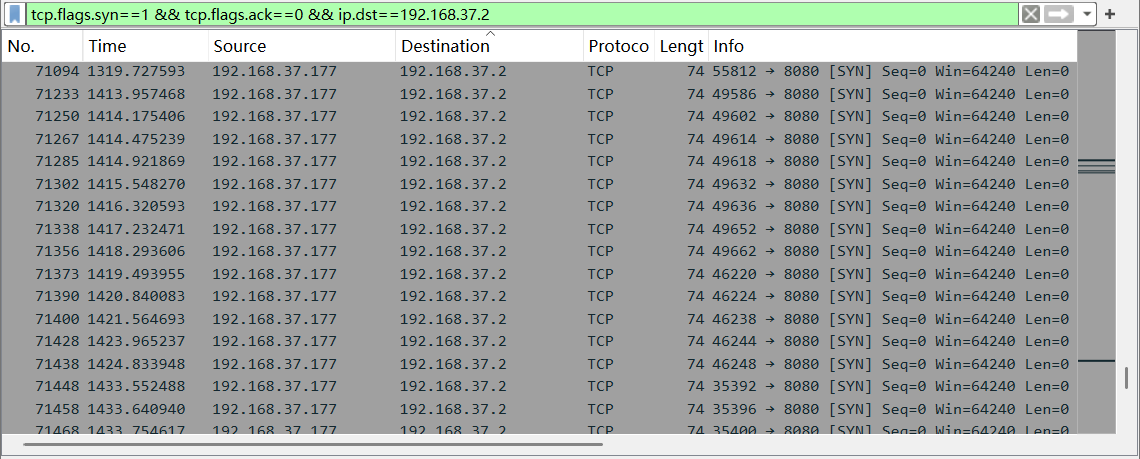 tcp.flags.syn==1 && tcp.flags.ack==0 && ip.dst==192.168.37.2
No. Time Source Destination Protoco Lengt Info
71094 1319.727593 192.168.37.177 192.168.37.2 TCP 74 55812 → 8080 [SYN] Seq=0 Win=64240 Len=0
71233 1413.957468 192.168.37.177 192.168.37.2 TCP 74 49586 → 8080 [SYN] Seq=0 Win=64240 Len=0
71250 1414.175406 192.168.37.177 192.168.37.2 TCP 74 49602 → 8080 [SYN] Seq=0 Win=64240 Len=0
71267 1414.475239 192.168.37.177 192.168.37.2 TCP 74 49614 → 8080 [SYN] Seq=0 Win=64240 Len=0
71285 1414.921869 192.168.37.177 192.168.37.2 TCP 74 49618 → 8080 [SYN] Seq=0 Win=64240 Len=0
71302 1415.548270 192.168.37.177 192.168.37.2 TCP 74 49632 → 8080 [SYN] Seq=0 Win=64240 Len=0
71320 1416.320593 192.168.37.177 192.168.37.2 TCP 74 49636 → 8080 [SYN] Seq=0 Win=64240 Len=0
71338 1417.232471 192.168.37.177 192.168.37.2 TCP 74 49652 → 8080 [SYN] Seq=0 Win=64240 Len=0
71356 1418.293606 192.168.37.177 192.168.37.2 TCP 74 49662 → 8080 [SYN] Seq=0 Win=64240 Len=0
71373 1419.493955 192.168.37.177 192.168.37.2 TCP 74 46220 → 8080 [SYN] Seq=0 Win=64240 Len=0
71390 1420.840083 192.168.37.177 192.168.37.2 TCP 74 46224 → 8080 [SYN] Seq=0 Win=64240 Len=0
71400 1421.564693 192.168.37.177 192.168.37.2 TCP 74 46238 → 8080 [SYN] Seq=0 Win=64240 Len=0
71428 1423.965237 192.168.37.177 192.168.37.2 TCP 74 46244 → 8080 [SYN] Seq=0 Win=64240 Len=0
71438 1424.833948 192.168.37.177 192.168.37.2 TCP 74 46248 → 8080 [SYN] Seq=0 Win=64240 Len=0
71448 1433.552488 192.168.37.177 192.168.37.2 TCP 74 35392 → 8080 [SYN] Seq=0 Win=64240 Len=0
71458 1433.640940 192.168.37.177 192.168.37.2 TCP 74 35396 → 8080 [SYN] Seq=0 Win=64240 Len=0
71468 1433.754617 192.168.37.177 192.168.37.2 TCP 74 35400 → 8080 [SYN] Seq=0 Win=64240 Len=0